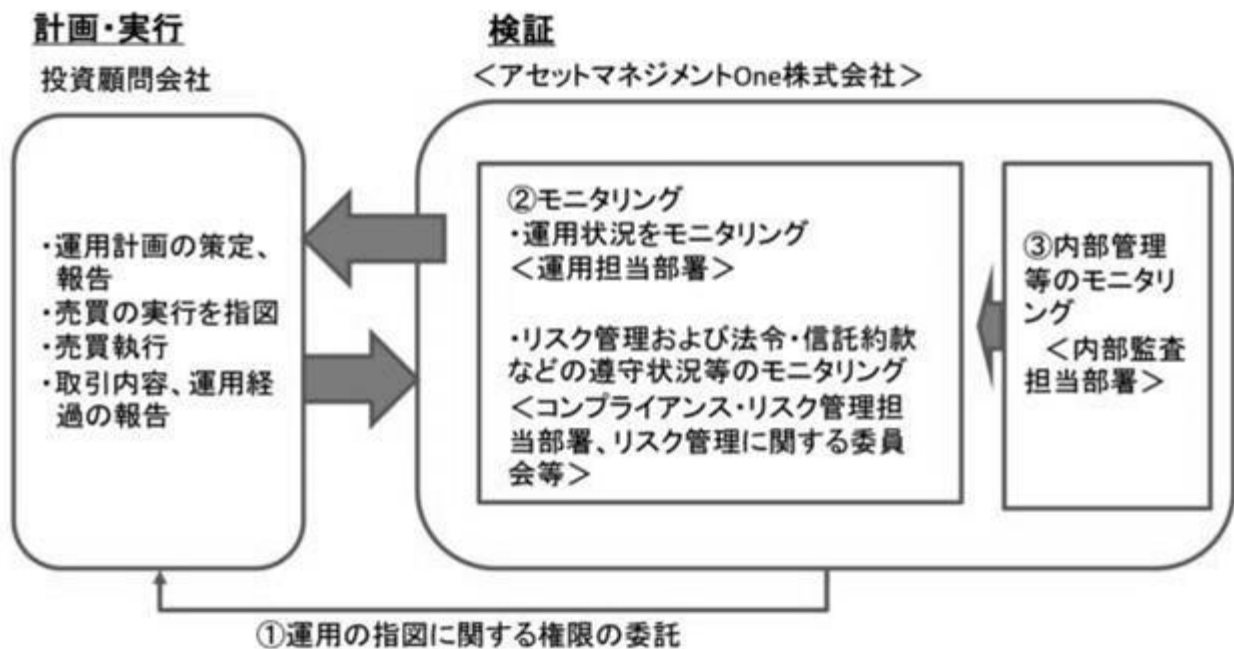 計画・実行
投資顧問会社
・運用計画の策定、
報告
・売買の実行を指図
・売買執行
・取引内容、運用経
過の報告
検証
＜アセットマネジメントOne株式会社＞
②モニタリング
・運用状況をモニタリング
＜運用担当部署＞
・リスク管理および法令・信託約款
などの遵守状況等のモニタリング
＜コンプライアンス・リスク管理担
当部署、リスク管理に関する委員
会等＞
③内部管理
等のモニタリ
ング
＜内部監査
担当部署＞
①運用の指図に関する権限の委託